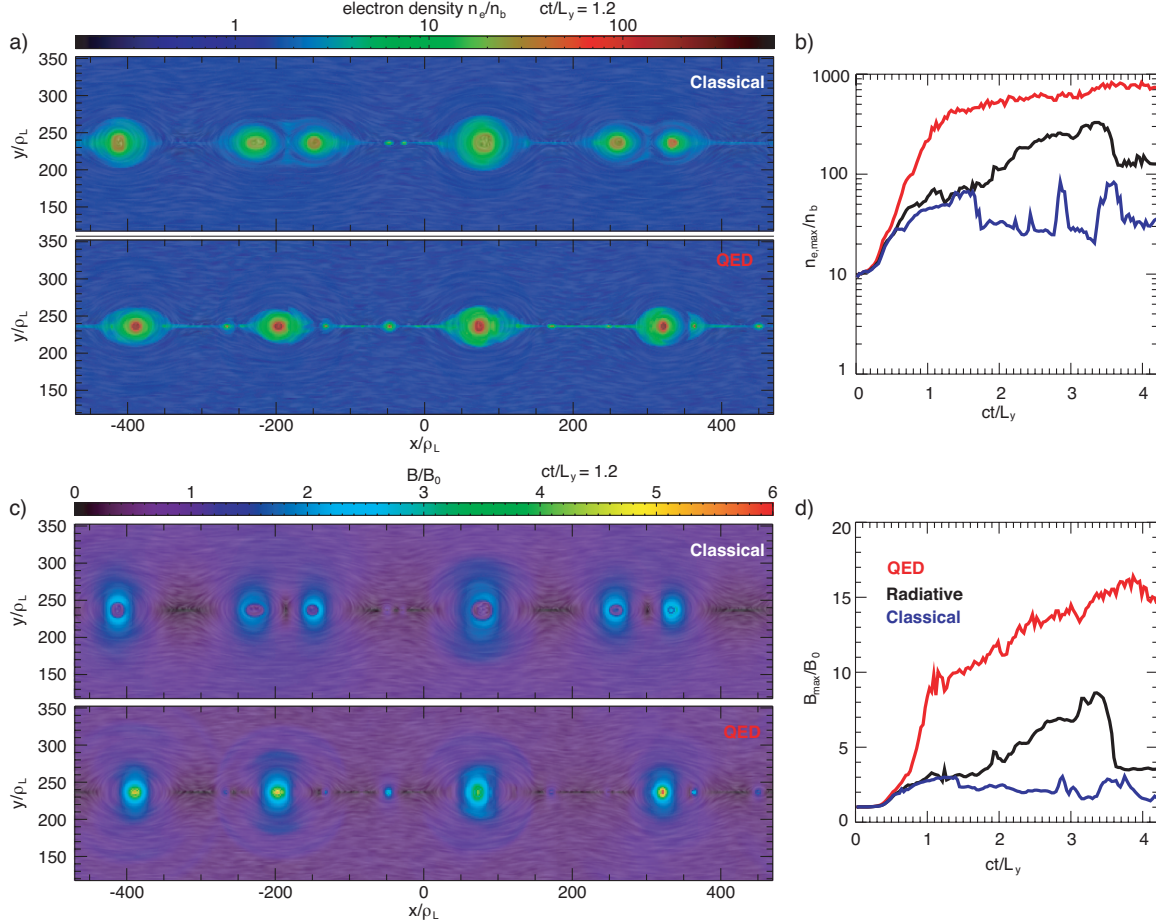 electron density n_e/n_b ct/L_y = 1.2
1 10 100
a)
350
300
250
200
150
y/ρ_L
Classical
350
300
250
200
150
y/ρ_L
QED
-400 -200 0 200 400
x/ρ_L
b)
1000
100
10
1
n_e,max/n_b
0 1 2 3 4
ct/L_y
B/B_0 ct/L_y = 1.2
0 1 2 3 4 5 6
c)
350
300
250
200
150
y/ρ_L
Classical
350
300
250
200
150
y/ρ_L
QED
-400 -200 0 200 400
x/ρ_L
d)
20
15
10
5
0
B_max/B_0
QED
Radiative
Classical
0 1 2 3 4
ct/L_y